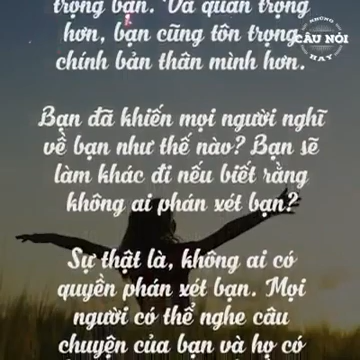 trọng bạn. Và quan trọng
hơn, bạn cũng tôn trọng
chính bản thân mình hơn.
Bạn đã khiến mọi người nghĩ
về bạn như thế nào? Bạn sẽ
làm khác đi nếu biết rằng
không ai phán xét bạn?
Sự thật là, không ai có
quyền phán xét bạn. Mọi
người có thể nghe câu
chuyện của bạn và họ có
NHỮNG
CÂU NÓI
HAY